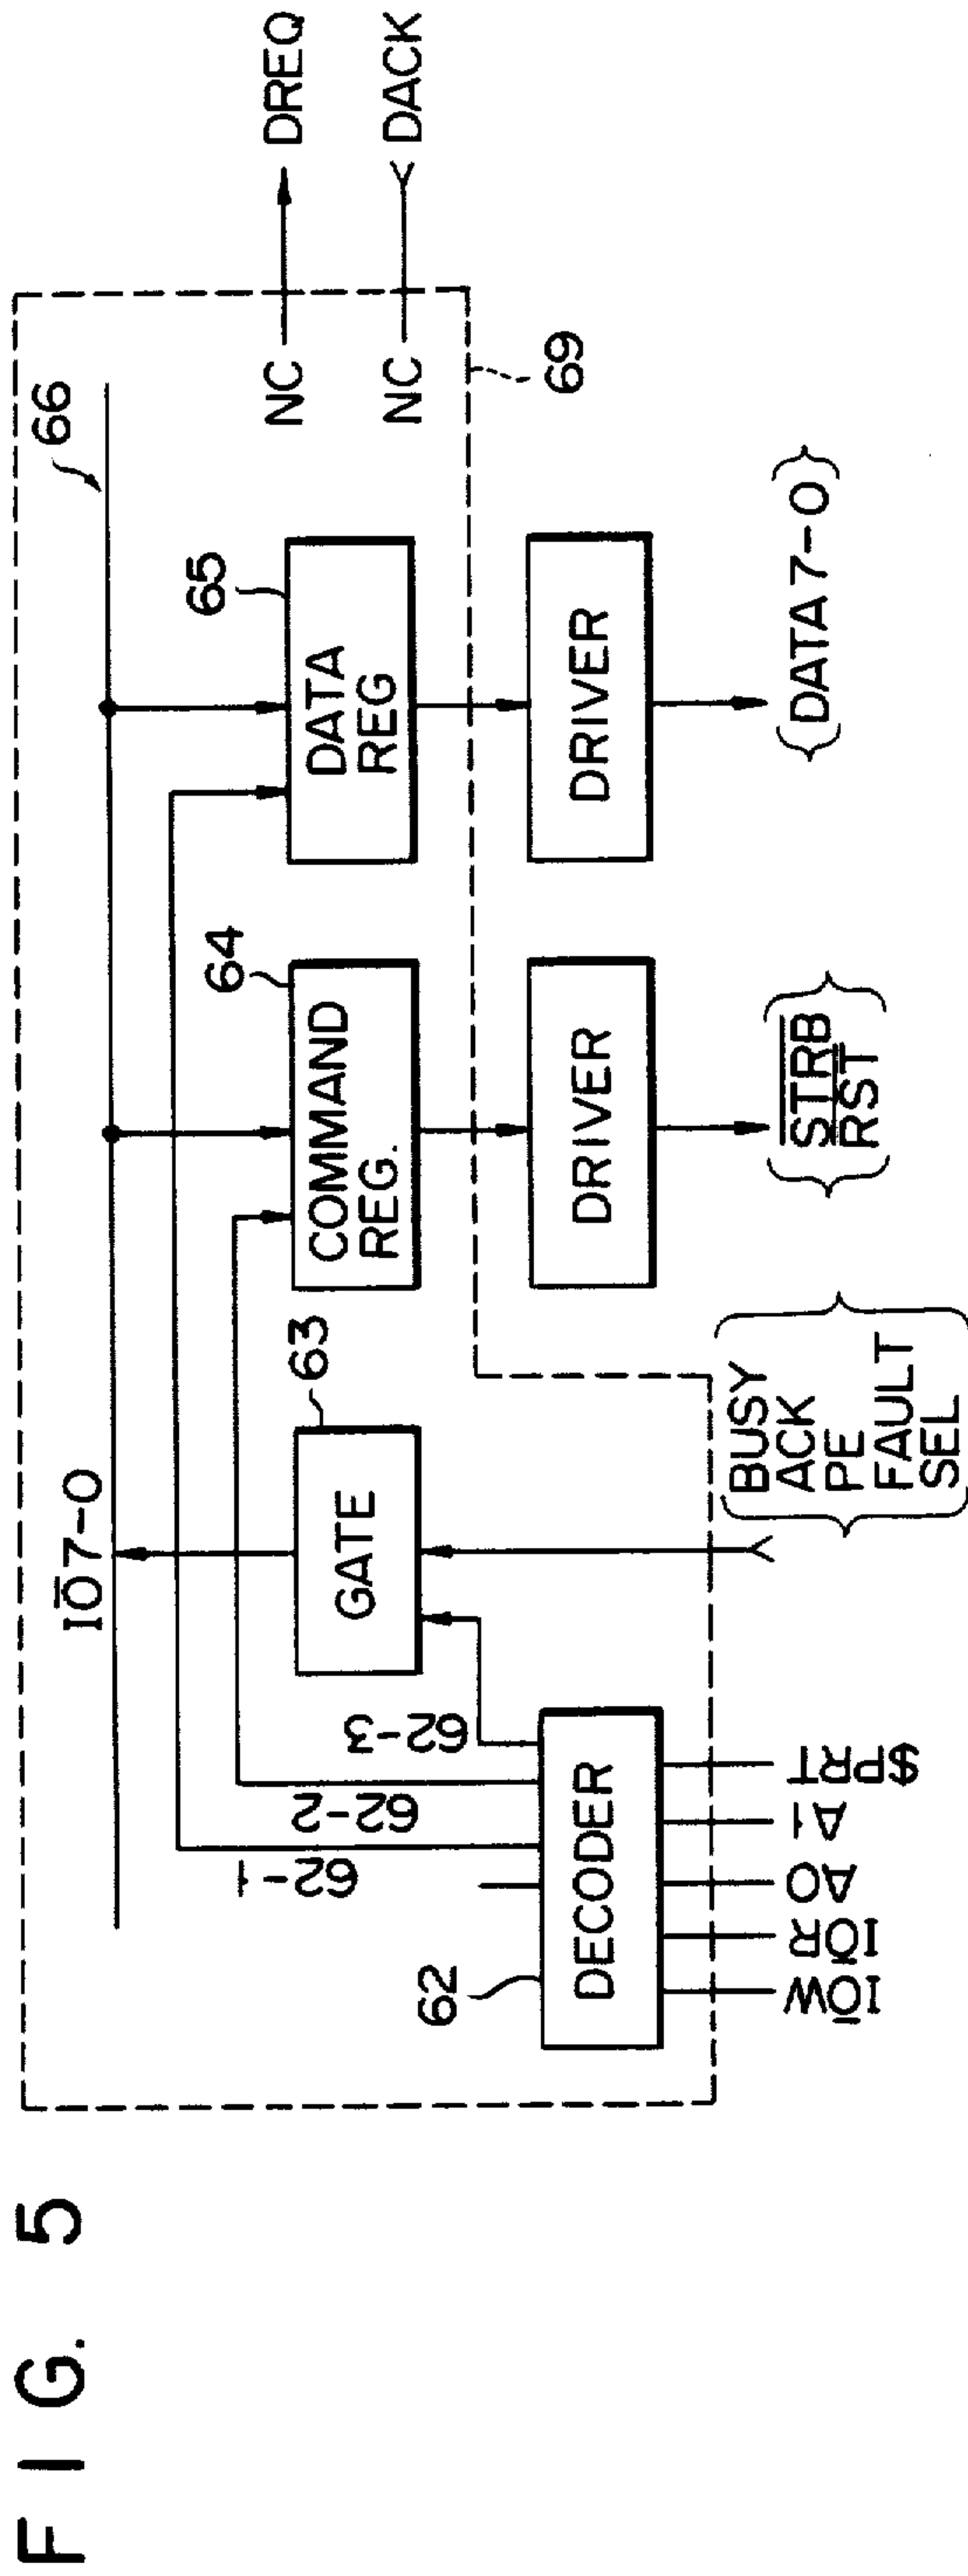 FIG. 5
66
IO7-0
62-1
62-2
62-3
62
DECODER
IOW
IOR
A0
A1
$PRT
63
GATE
BUSY
ACK
PE
FAULT
SEL
64
COMMAND
REG.
DRIVER
STRB
RST
65
DATA
REG
DRIVER
DATA 7-0
69
NC
DREQ
NC
DACK